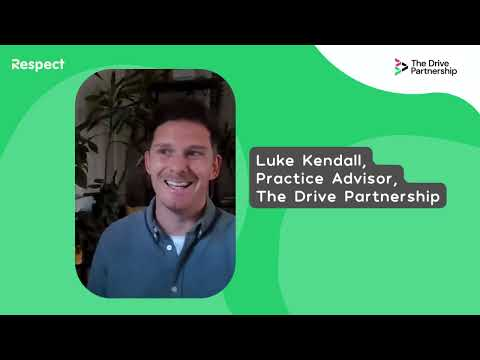 Respect
The Drive
Partnership
Luke Kendall,
Practice Advisor,
The Drive Partnership